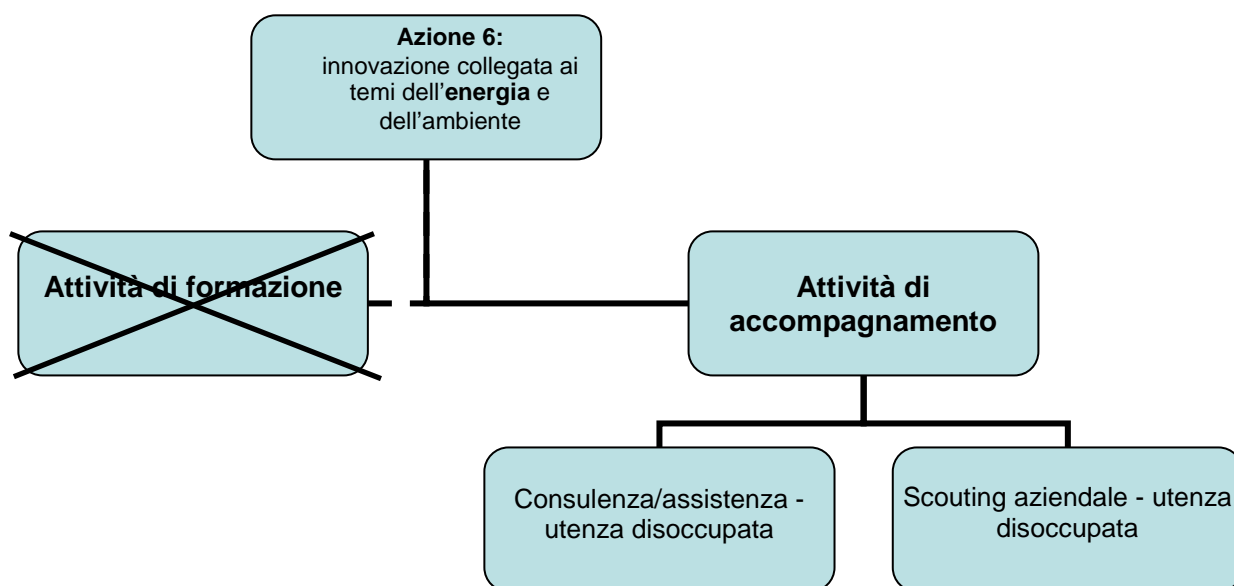 Azione 6:
innovazione collegata ai
temi dell'energia e
dell'ambiente
Attività di formazione
Attività di
accompagnamento
Consulenza/assistenza -
utenza disoccupata
Scouting aziendale - utenza
disoccupata